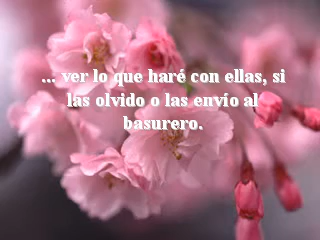 ... ver lo que haré con ellas, si
las olvido o las envío al
basurero.